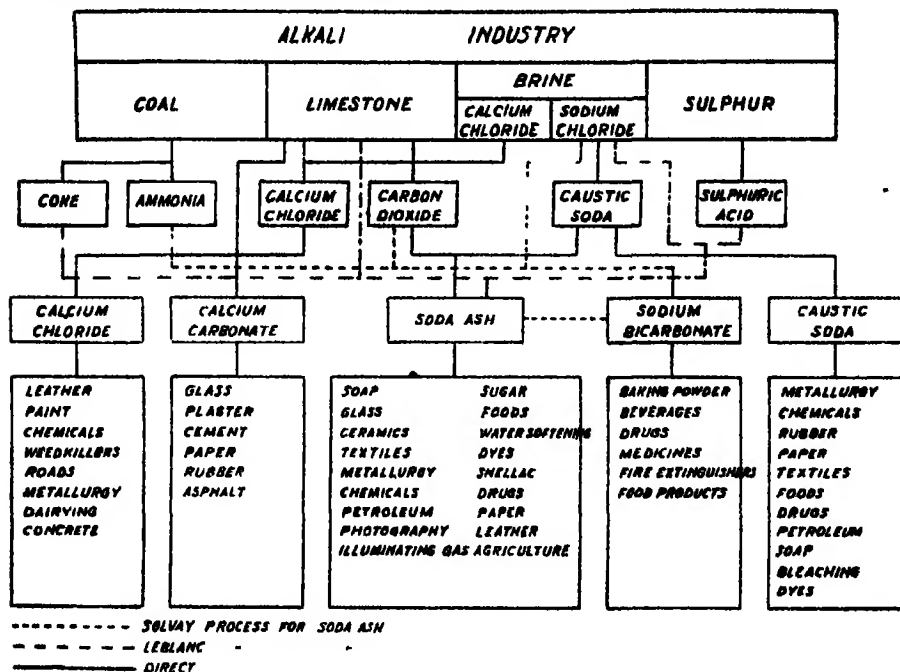 ALKALI INDUSTRY
COAL
LIMESTONE
BRINE
CALCIUM
CHLORIDE
SODIUM
CHLORIDE
SULPHUR
COKE
AMMONIA
CALCIUM
CHLORIDE
CARBON
DIOXIDE
CAUSTIC
SODA
SULPHURIC
ACID
CALCIUM
CHLORIDE
CALCIUM
CARBONATE
SODA ASH
SODIUM
BICARBONATE
CAUSTIC
SODA
LEATHER
PAINT
CHEMICALS
WEEDKILLERS
ROADS
METALLURGY
DAIRYING
CONCRETE
GLASS
PLASTER
CEMENT
PAPER
RUBBER
ASPHALT
SOAP
GLASS
CERAMICS
TEXTILES
METALLURGY
CHEMICALS
PETROLEUM
PHOTOGRAPHY
ILLUMINATING GAS
SUGAR
FOODS
WATER SOFTENING
DYES
SHELLAC
DRUGS
PAPER
LEATHER
AGRICULTURE
BAKING POWDER
BEVERAGES
DRUGS
MEDICINES
FIRE EXTINGUISHERS
FOOD PRODUCTS
METALLURGY
CHEMICALS
RUBBER
PAPER
TEXTILES
FOODS
DRUGS
PETROLEUM
SOAP
BLEACHING
DYES
SOLVAY PROCESS FOR SODA ASH
LEBLANC " "
DIRECT